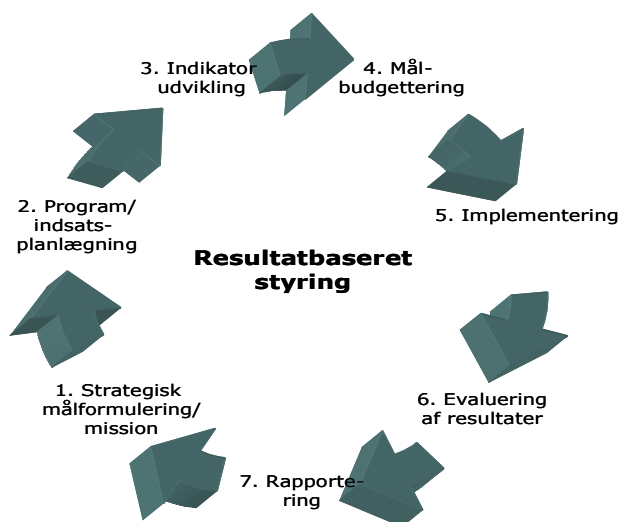 3. Indikator
udvikling
4. Mål-
budgettering
2. Program/
indsats-
planlægning
5. Implementering
Resultatbaseret
styring
1. Strategisk
målformulering/
mission
6. Evaluering
af resultater
7. Rapporte-
ring